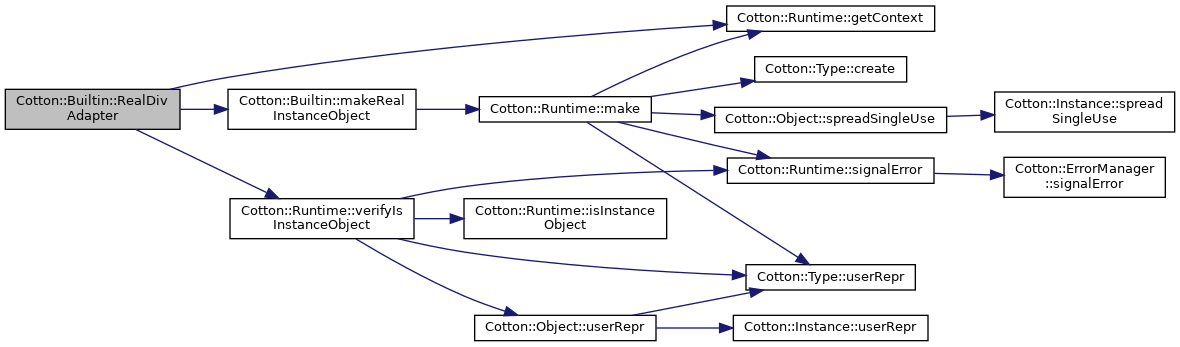 Cotton::Builtin::RealDiv
Adapter
Cotton::Builtin::makeReal
InstanceObject
Cotton::Runtime::verifyIs
InstanceObject
Cotton::Runtime::make
Cotton::Runtime::isInstance
Object
Cotton::Object::userRepr
Cotton::Runtime::getContext
Cotton::Type::create
Cotton::Object::spreadSingleUse
Cotton::Runtime::signalError
Cotton::Type::userRepr
Cotton::Instance::userRepr
Cotton::Instance::spread
SingleUse
Cotton::ErrorManager
::signalError